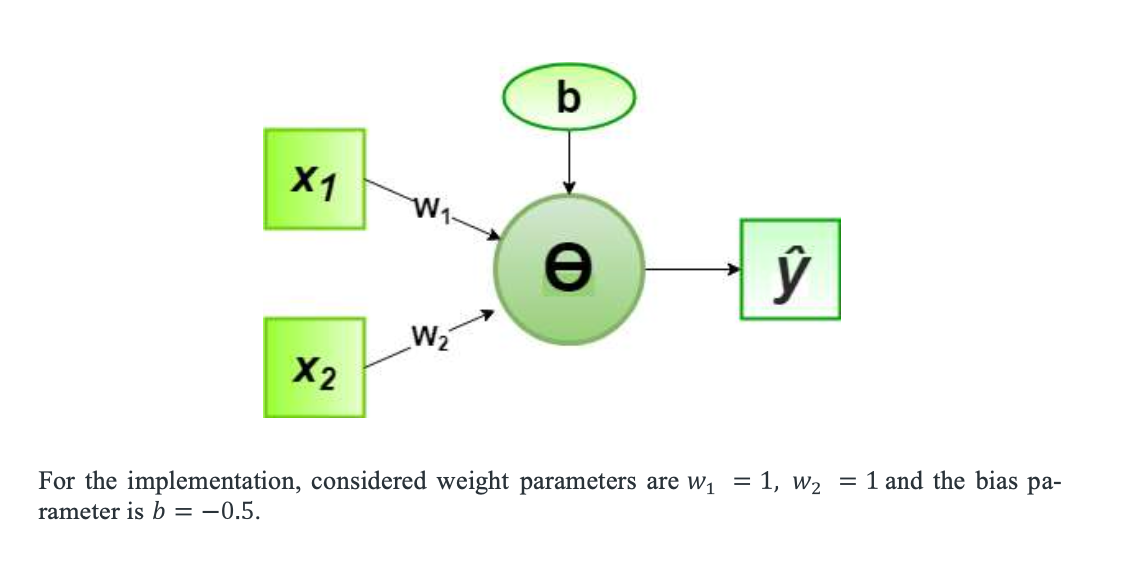 b
x1
w1
Θ
ŷ
w2
x2
For the implementation, considered weight parameters are w₁ = 1, w₂ = 1 and the bias pa-
rameter is b = −0.5.